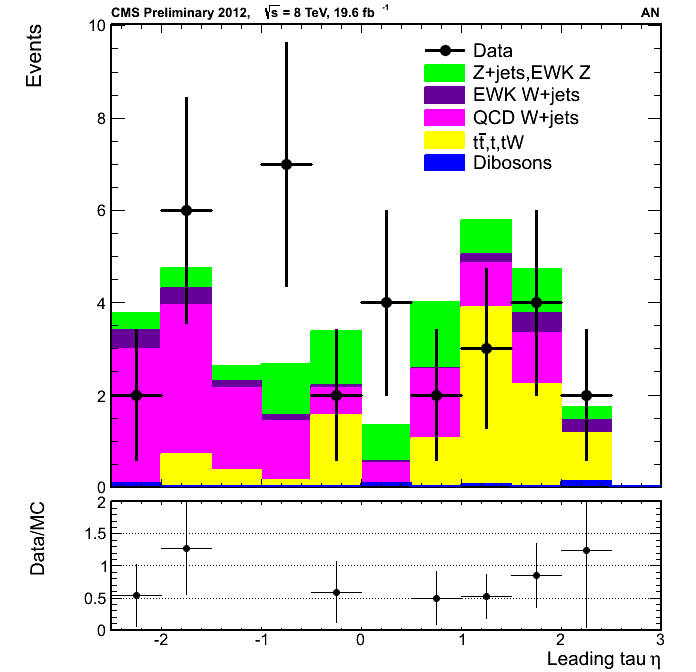 CMS Preliminary 2012, √s = 8 TeV, 19.6 fb⁻¹ AN
Events
10
8
6
4
2
0
Data
Z+jets,EWK Z
EWK W+jets
QCD W+jets
tt̄,t,tW
Dibosons
Data/MC
2
1.5
1
0.5
0
-2 -1 0 1 2 3
Leading tau η